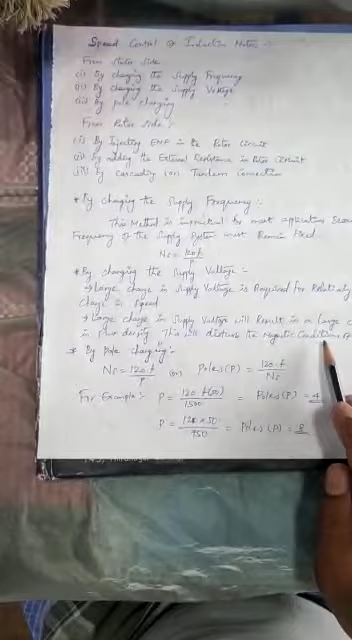 Speed Control of Induction Motors :-
From Stator Side :-
(i) By changing the Supply Frequency
(ii) By changing the Supply Voltage
(iii) By pole changing
From Rotor Side :-
(i) By Injecting EMF in the Rotor Circuit
(ii) By adding the External Resistance in Rotor Circuit
(iii) By cascading (or) Tandem Connection
* By changing the Supply Frequency :-
This Method is impractical for most applications
Frequency of the Supply System must Remain Fixed
Ns = 120f/P
* By changing the Supply Voltage :-
→ Large change in Supply Voltage is Required for Relatively
change in Speed
→ Large change in Supply Voltage will Result in a Large
in flux density This will disturb the Magnetic Condition
* By Pole changing :-
Ns = 120.f/P (or) Poles (P) = 120.f/Ns
For Example :- P = 120 f(50)/1500 = Poles (P) = 4
P = 120 × 50/750 = Poles (P) = 8